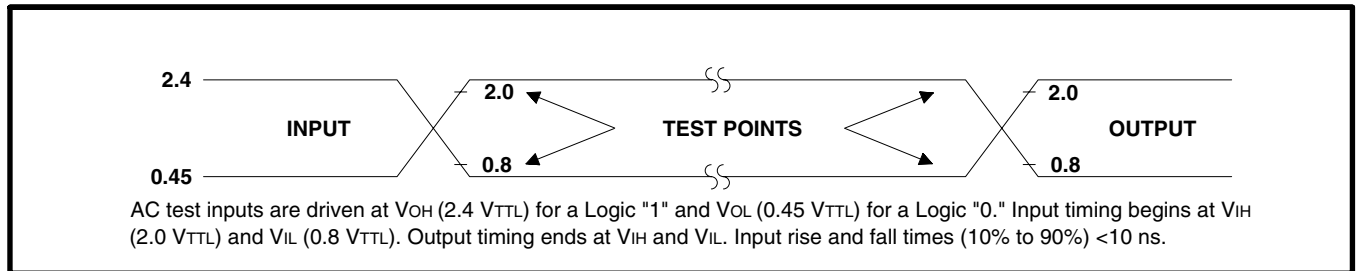 2.4
2.0
2.0
INPUT
TEST POINTS
OUTPUT
0.8
0.8
0.45
AC test inputs are driven at VOH (2.4 VTTL) for a Logic "1" and VOL (0.45 VTTL) for a Logic "0." Input timing begins at VIH
(2.0 VTTL) and VIL (0.8 VTTL). Output timing ends at VIH and VIL. Input rise and fall times (10% to 90%) <10 ns.